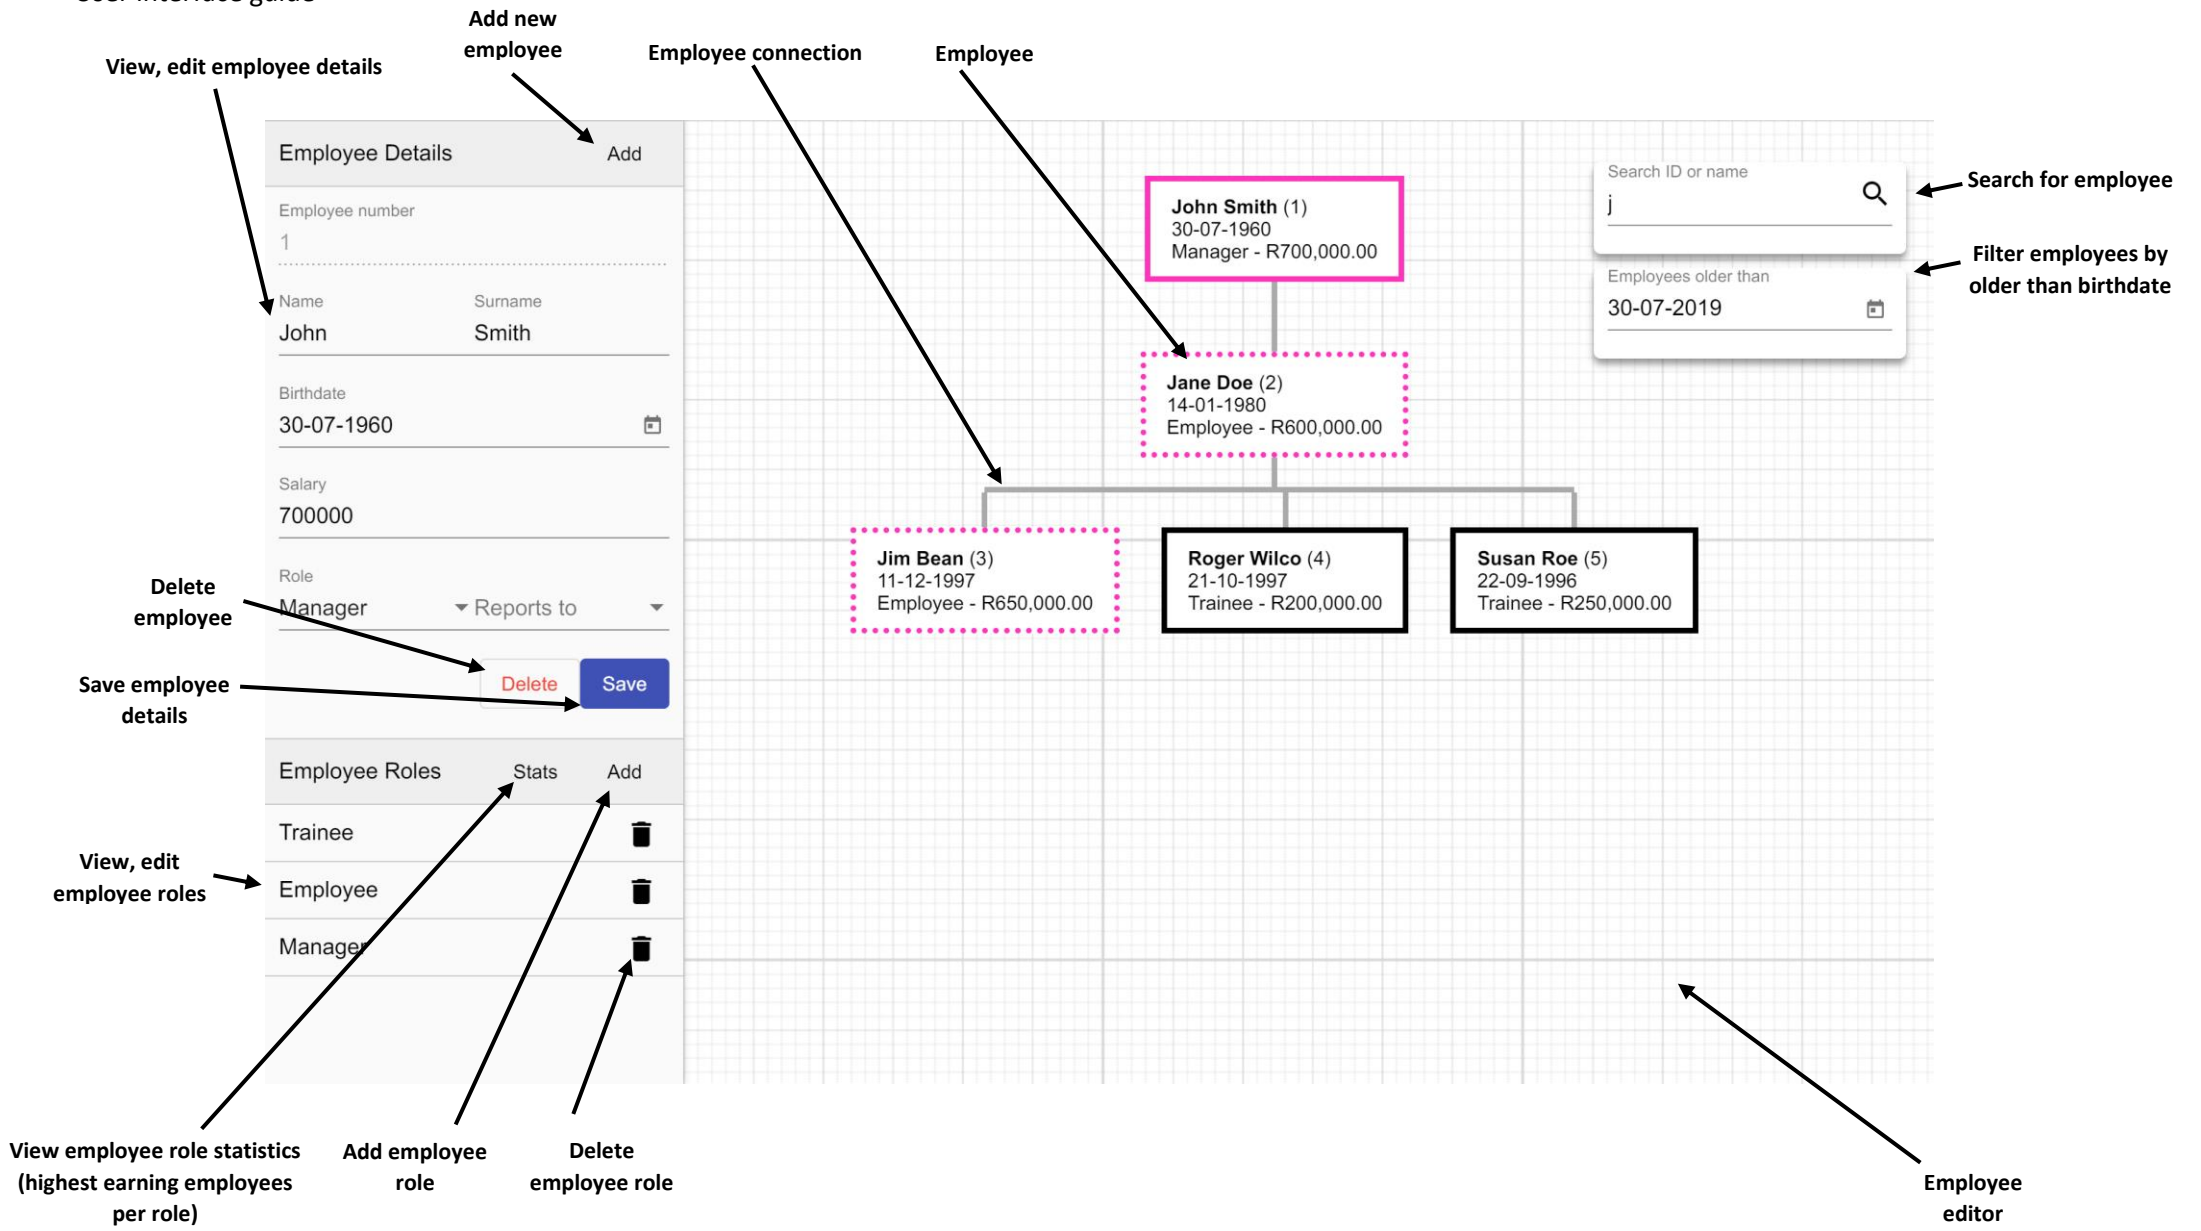 User interface guide
Add new
employee
View, edit employee details
Employee connection
Employee
Employee Details
Add
Employee number
1
Name
Surname
John
Smith
Birthdate
30-07-1960
Salary
700000
Role
Manager
Reports to
Delete
Save
Delete
employee
Save employee
details
Employee Roles
Stats
Add
Trainee
Employee
Manager
View, edit
employee roles
John Smith (1)
30-07-1960
Manager - R700,000.00
Jane Doe (2)
14-01-1980
Employee - R600,000.00
Jim Bean (3)
11-12-1997
Employee - R650,000.00
Roger Wilco (4)
21-10-1997
Trainee - R200,000.00
Susan Roe (5)
22-09-1996
Trainee - R250,000.00
Search ID or name
j
Employees older than
30-07-2019
Search for employee
Filter employees by
older than birthdate
View employee role statistics
(highest earning employees
per role)
Add employee
role
Delete
employee role
Employee
editor